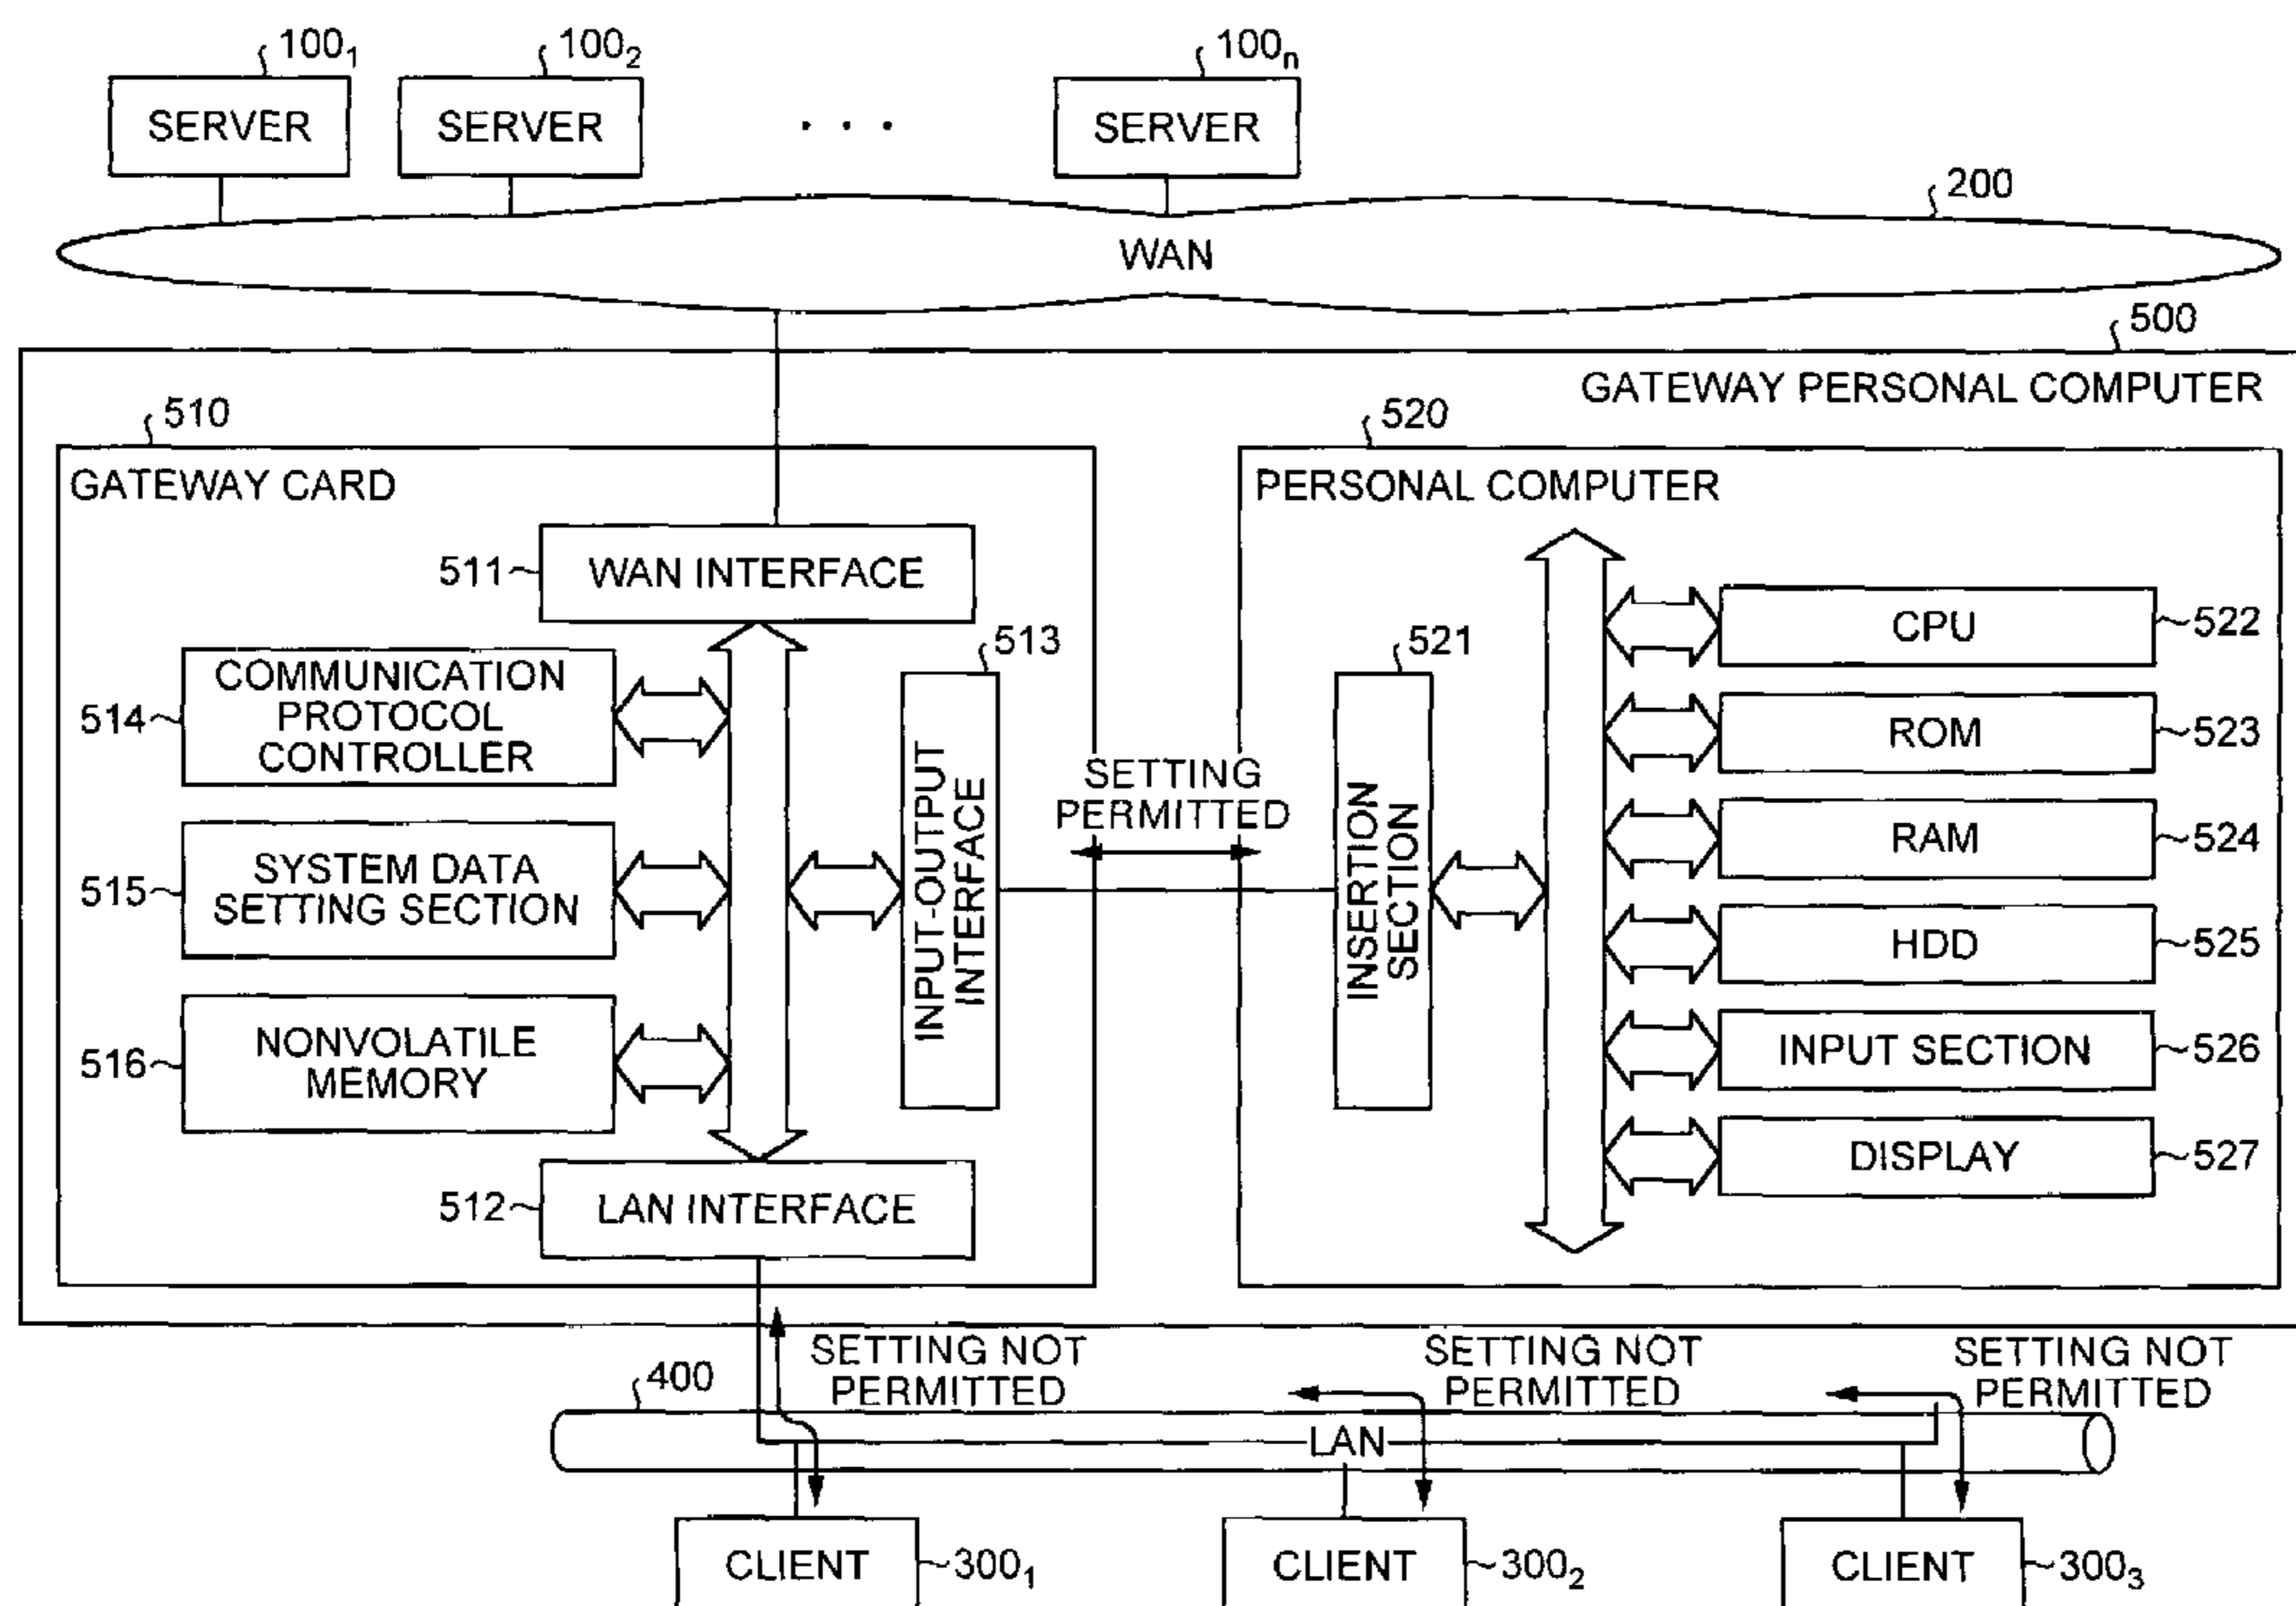 100₁
100₂
100ₙ
SERVER
SERVER
· · ·
SERVER
200
WAN
500
GATEWAY PERSONAL COMPUTER
510
GATEWAY CARD
511
WAN INTERFACE
513
514
COMMUNICATION
PROTOCOL
CONTROLLER
515
SYSTEM DATA
SETTING SECTION
516
NONVOLATILE
MEMORY
INPUT-OUTPUT
INTERFACE
512
LAN INTERFACE
SETTING
PERMITTED
520
PERSONAL COMPUTER
521
INSERTION
SECTION
CPU
522
ROM
523
RAM
524
HDD
525
INPUT SECTION
526
DISPLAY
527
SETTING NOT
PERMITTED
SETTING NOT
PERMITTED
SETTING NOT
PERMITTED
400
LAN
CLIENT
300₁
CLIENT
300₂
CLIENT
300₃